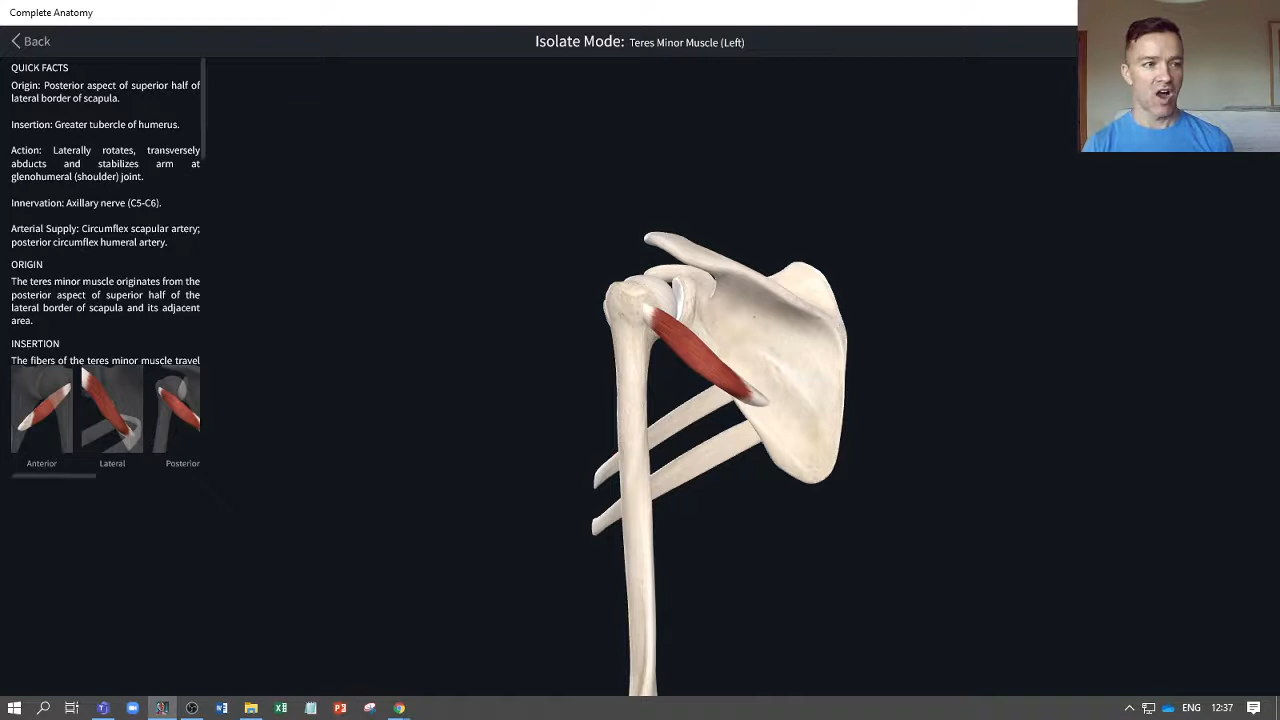 Complete Anatomy
Back
Isolate Mode: Teres Minor Muscle (Left)
QUICK FACTS
Origin: Posterior aspect of superior half of
lateral border of scapula.
Insertion: Greater tubercle of humerus.
Action: Laterally rotates, transversely
abducts and stabilizes arm at
glenohumeral (shoulder) joint.
Innervation: Axillary nerve (C5-C6).
Arterial Supply: Circumflex scapular artery;
posterior circumflex humeral artery.
ORIGIN
The teres minor muscle originates from the
posterior aspect of superior half of the
lateral border of scapula and its adjacent
area.
INSERTION
The fibers of the teres minor muscle travel
Anterior Lateral Posterior
ENG 12:37